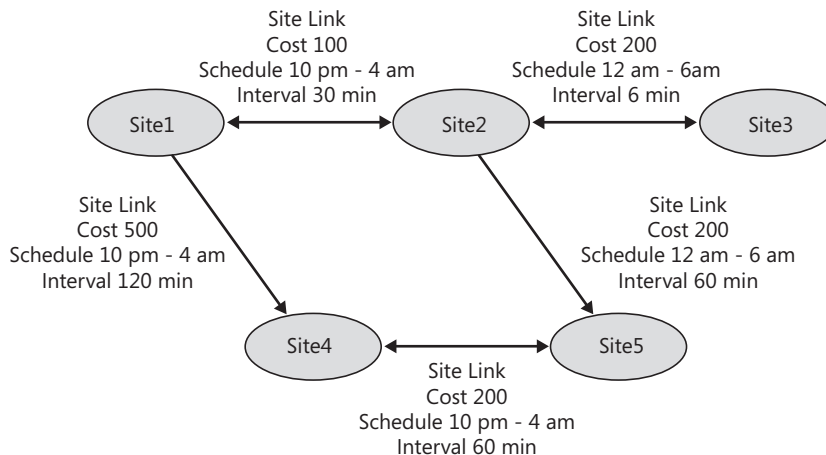 Site Link
Cost 100
Schedule 10 pm - 4 am
Interval 30 min
Site Link
Cost 200
Schedule 12 am - 6am
Interval 6 min
Site1
Site2
Site3
Site Link
Cost 500
Schedule 10 pm - 4 am
Interval 120 min
Site Link
Cost 200
Schedule 12 am - 6 am
Interval 60 min
Site4
Site5
Site Link
Cost 200
Schedule 10 pm - 4 am
Interval 60 min